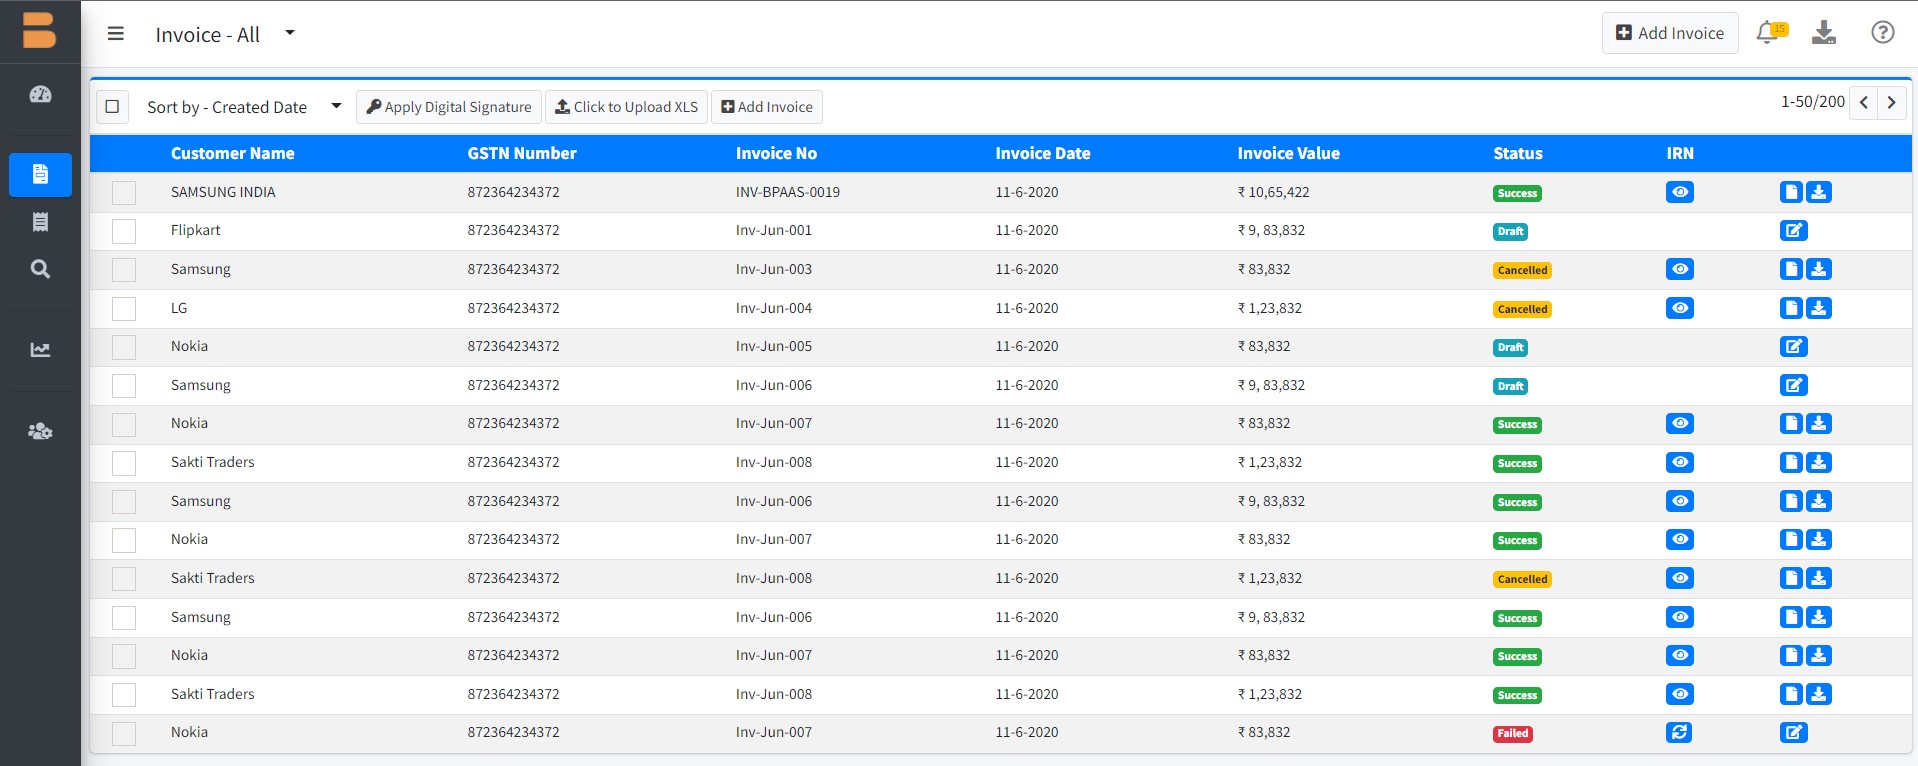 Invoice - All
Add Invoice
15
Sort by - Created Date
Apply Digital Signature
Click to Upload XLS
Add Invoice
1-50/200
Customer Name GSTN Number Invoice No Invoice Date Invoice Value Status IRN
SAMSUNG INDIA 872364234372 INV-BPAAS-0019 11-6-2020 ₹ 10,65,422 Success
Flipkart 872364234372 Inv-Jun-001 11-6-2020 ₹ 9, 83,832 Draft
Samsung 872364234372 Inv-Jun-003 11-6-2020 ₹ 83,832 Cancelled
LG 872364234372 Inv-Jun-004 11-6-2020 ₹ 1,23,832 Cancelled
Nokia 872364234372 Inv-Jun-005 11-6-2020 ₹ 83,832 Draft
Samsung 872364234372 Inv-Jun-006 11-6-2020 ₹ 9, 83,832 Draft
Nokia 872364234372 Inv-Jun-007 11-6-2020 ₹ 83,832 Success
Sakti Traders 872364234372 Inv-Jun-008 11-6-2020 ₹ 1,23,832 Success
Samsung 872364234372 Inv-Jun-006 11-6-2020 ₹ 9, 83,832 Success
Nokia 872364234372 Inv-Jun-007 11-6-2020 ₹ 83,832 Success
Sakti Traders 872364234372 Inv-Jun-008 11-6-2020 ₹ 1,23,832 Cancelled
Samsung 872364234372 Inv-Jun-006 11-6-2020 ₹ 9, 83,832 Success
Nokia 872364234372 Inv-Jun-007 11-6-2020 ₹ 83,832 Success
Sakti Traders 872364234372 Inv-Jun-008 11-6-2020 ₹ 1,23,832 Success
Nokia 872364234372 Inv-Jun-007 11-6-2020 ₹ 83,832 Failed